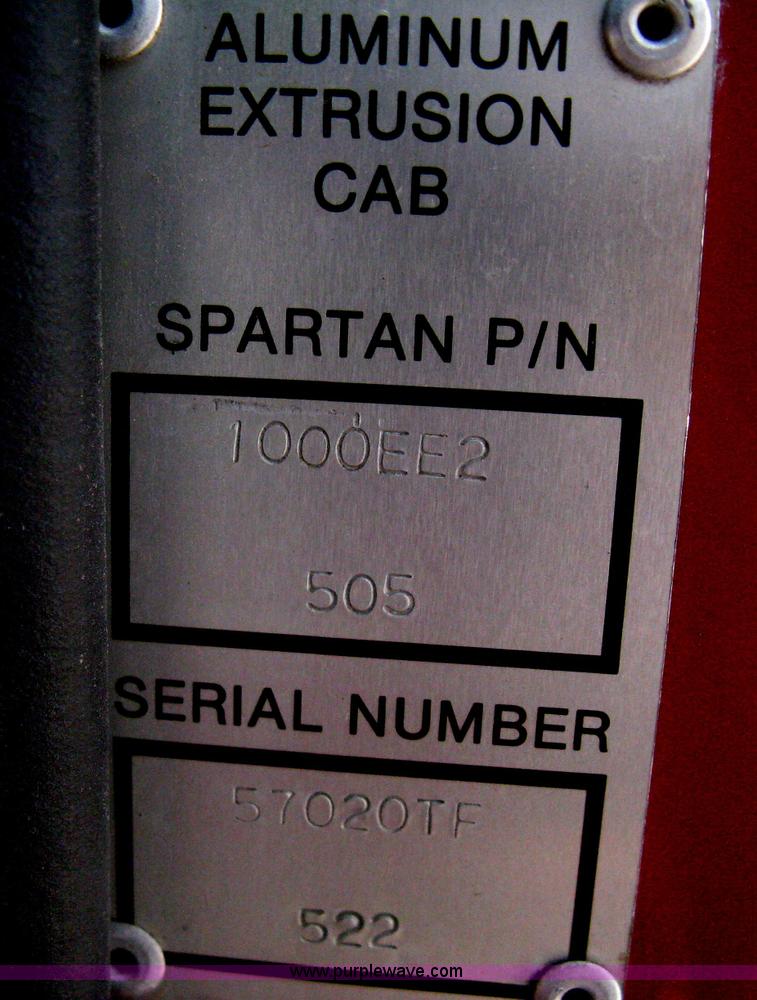 ALUMINUM
EXTRUSION
CAB
SPARTAN P/N
1000EE2
505
SERIAL NUMBER
57020TF
522
www.purplewave.com